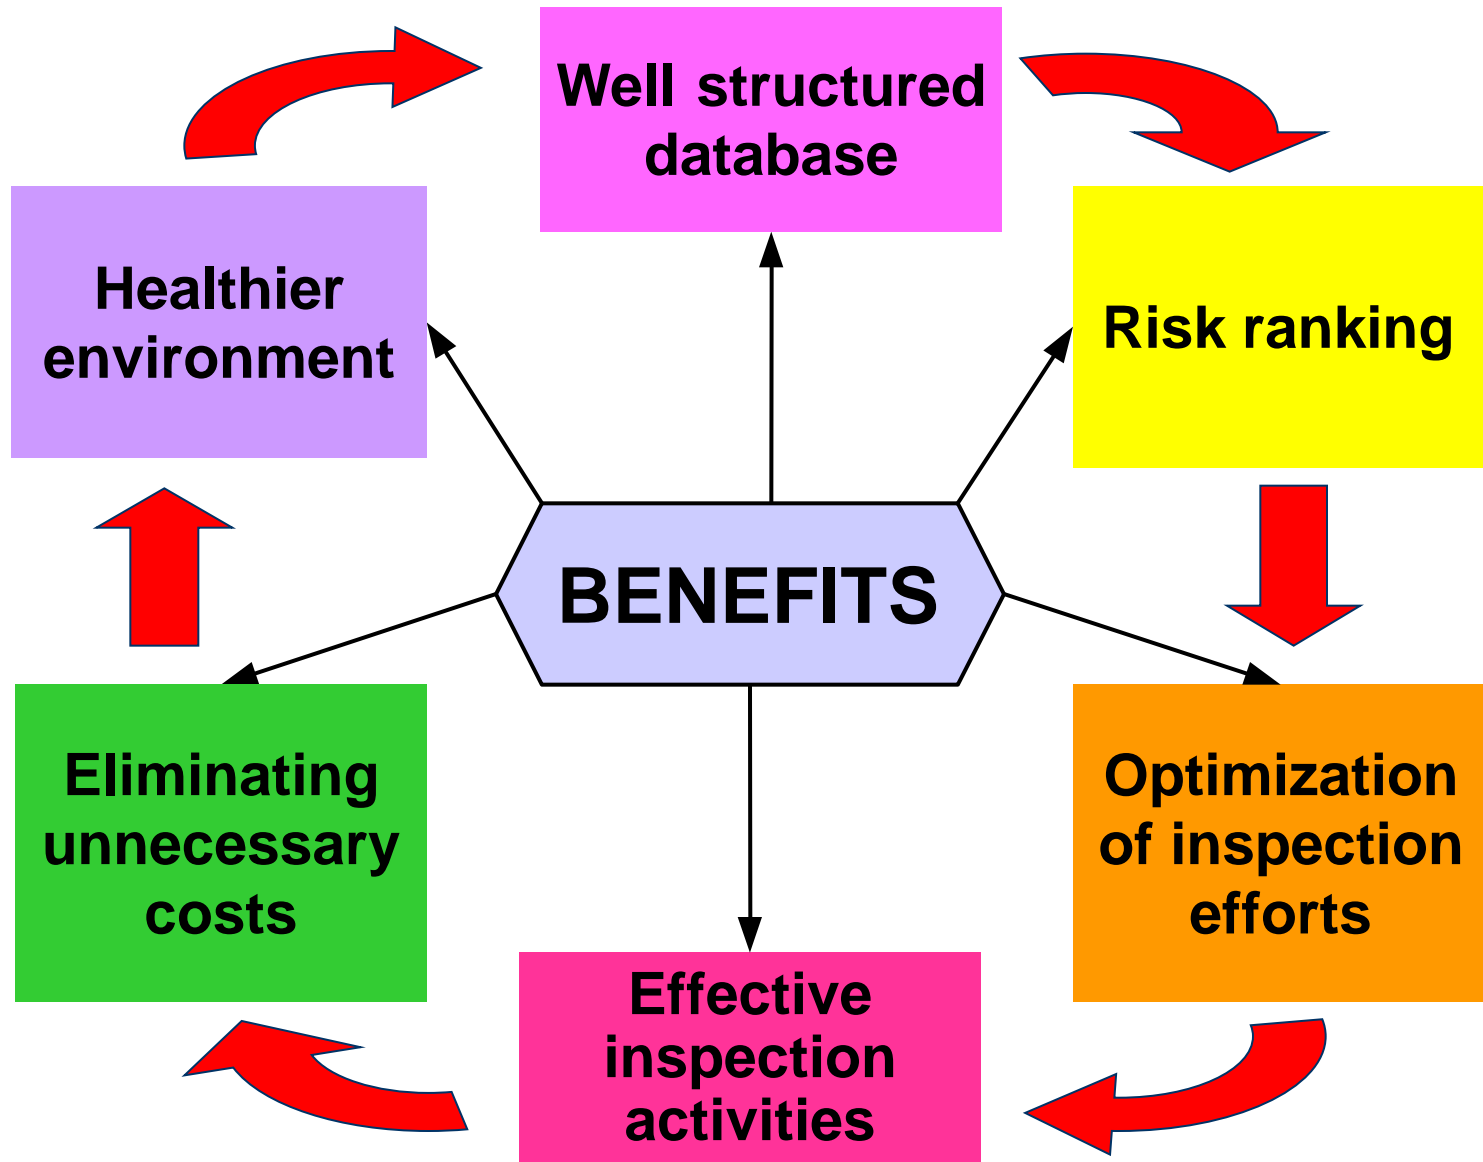 Well structured
database
Healthier
environment
Risk ranking
BENEFITS
Eliminating
unnecessary
costs
Optimization
of inspection
efforts
Effective
inspection
activities